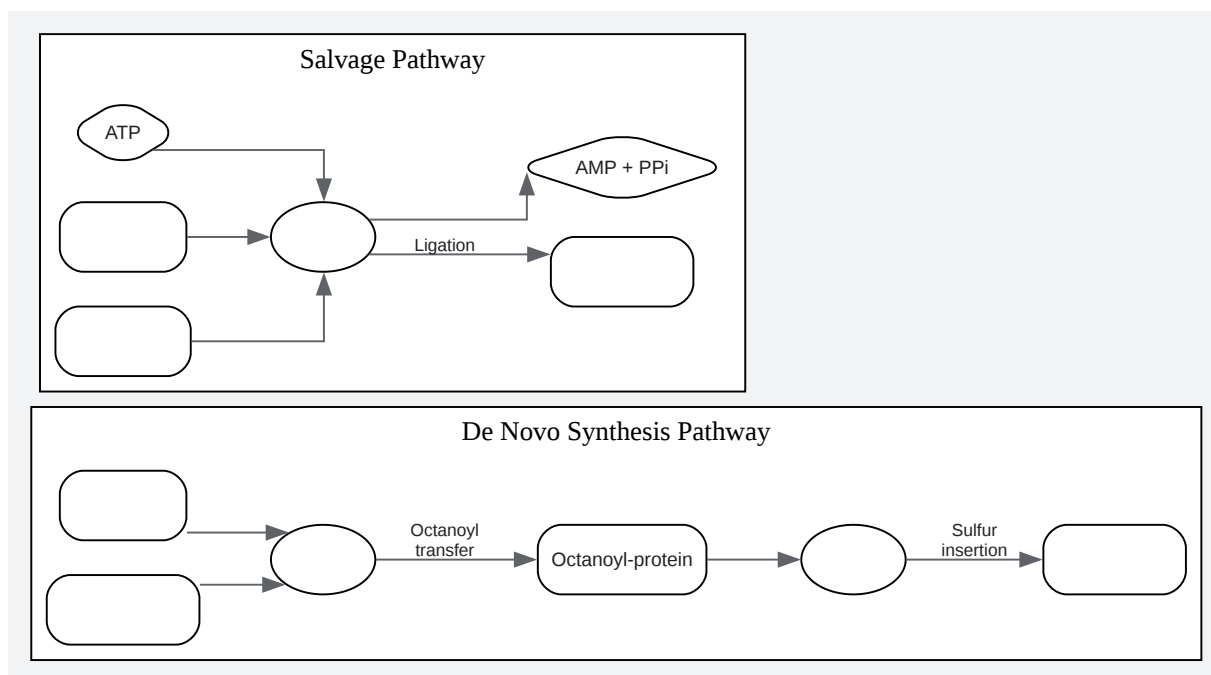 Salvage Pathway
ATP
AMP + PPi
Ligation
De Novo Synthesis Pathway
Octanoyl
transfer
Octanoyl-protein
Sulfur
insertion